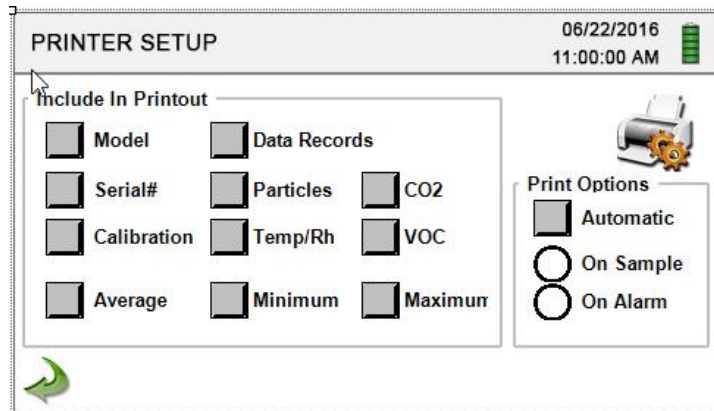 PRINTER SETUP
06/22/2016
11:00:00 AM
Include In Printout
Model
Data Records
Serial#
Particles
CO2
Calibration
Temp/Rh
VOC
Average
Minimum
Maximum
Print Options
Automatic
On Sample
On Alarm